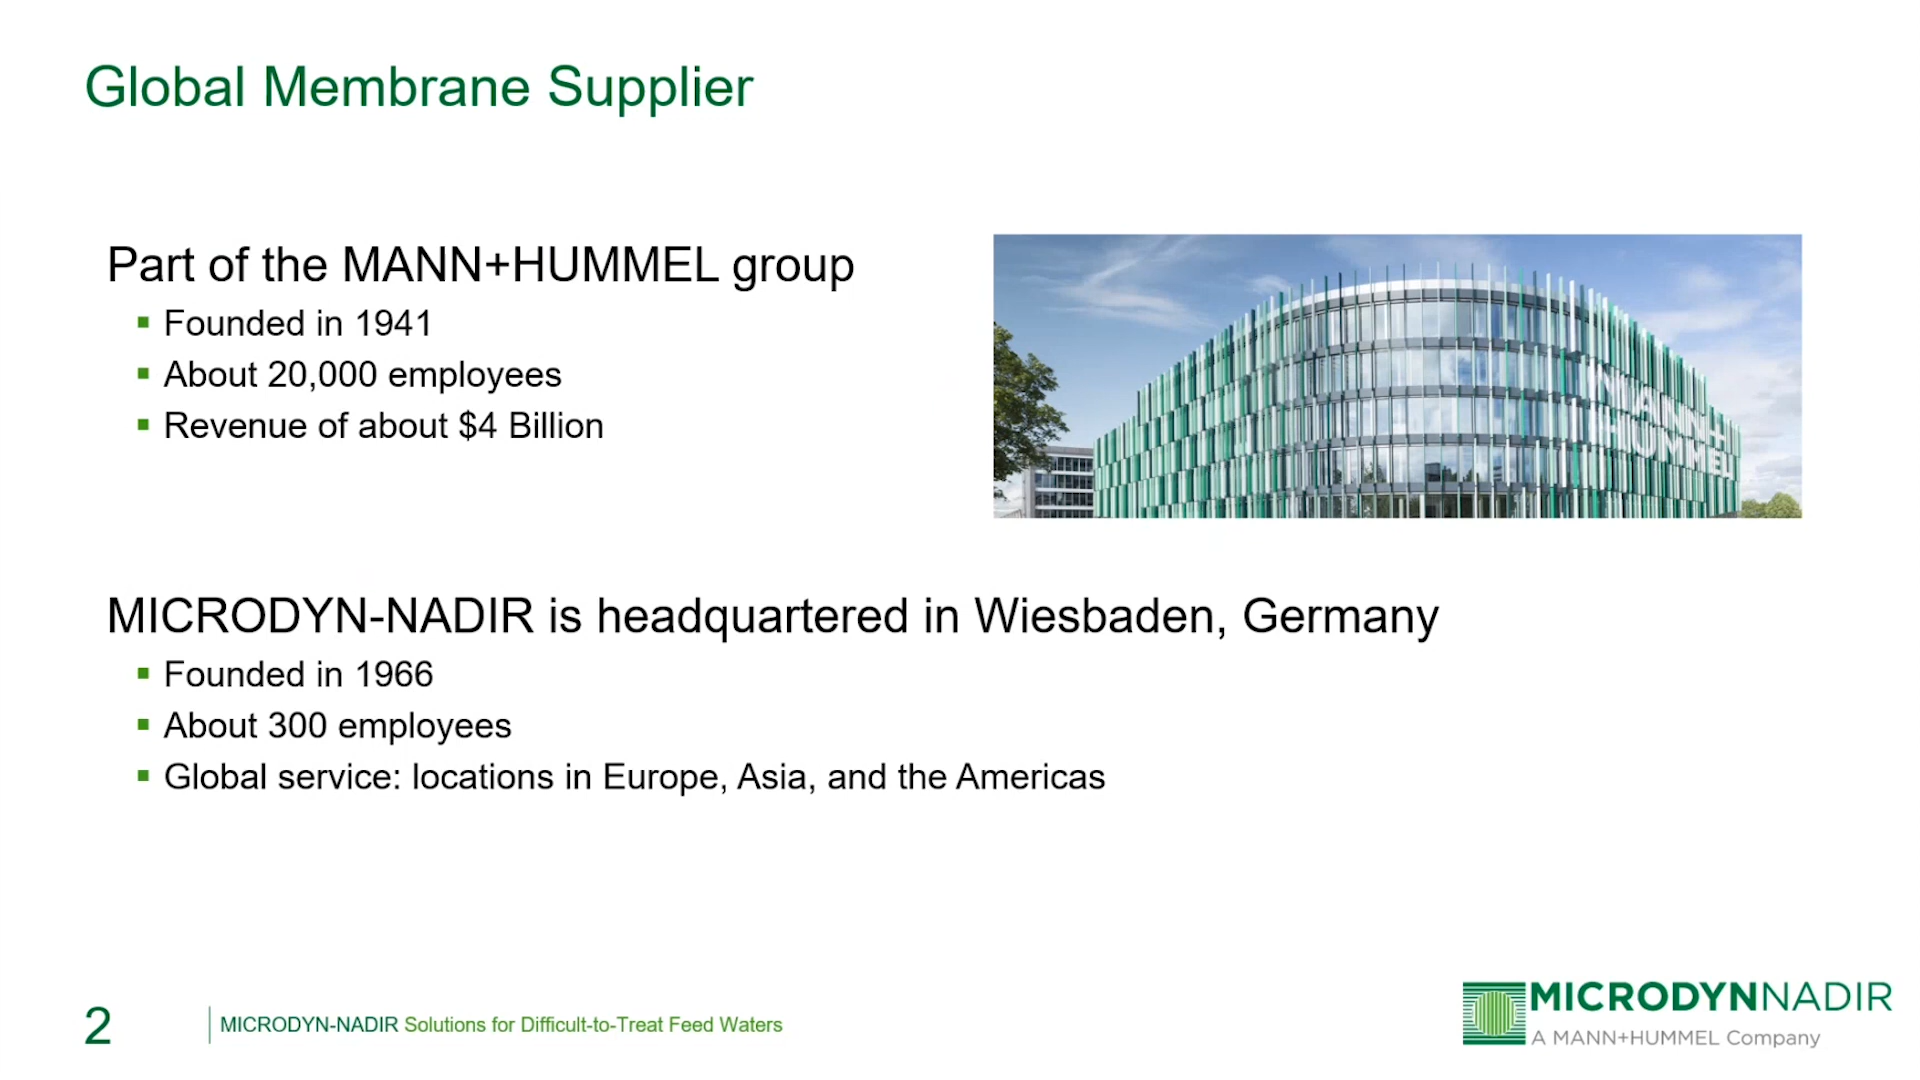 Global Membrane Supplier
Part of the MANN+HUMMEL group
Founded in 1941
About 20,000 employees
Revenue of about $4 Billion
MANN+
HUMMEL
MICRODYN-NADIR is headquartered in Wiesbaden, Germany
Founded in 1966
About 300 employees
Global service: locations in Europe, Asia, and the Americas
2
MICRODYN-NADIR Solutions for Difficult-to-Treat Feed Waters
MICRODYNNADIR
A MANN+HUMMEL Company